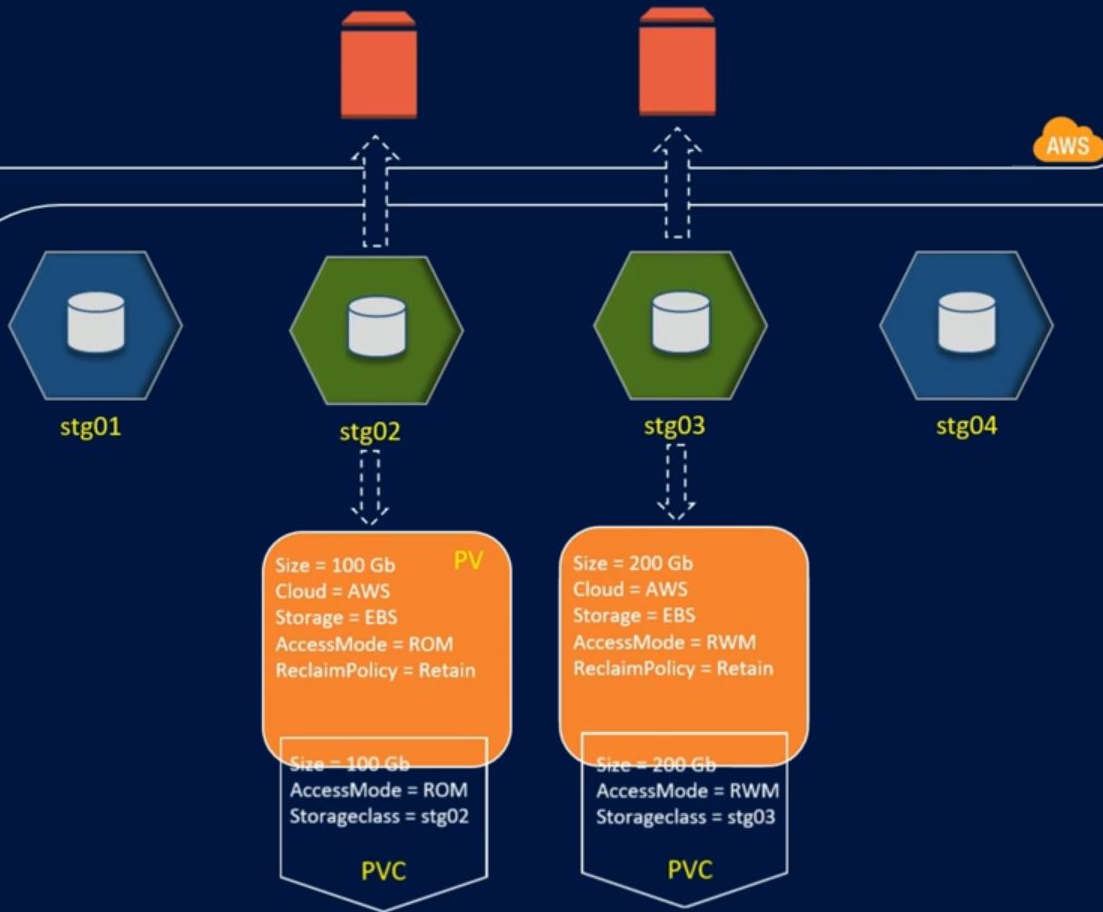 AWS
stg01
stg02
stg03
stg04
PV
Size = 100 Gb
Cloud = AWS
Storage = EBS
AccessMode = ROM
ReclaimPolicy = Retain
Size = 100 Gb
AccessMode = ROM
Storageclass = stg02
PVC
Size = 200 Gb
Cloud = AWS
Storage = EBS
AccessMode = RWM
ReclaimPolicy = Retain
Size = 200 Gb
AccessMode = RWM
Storageclass = stg03
PVC